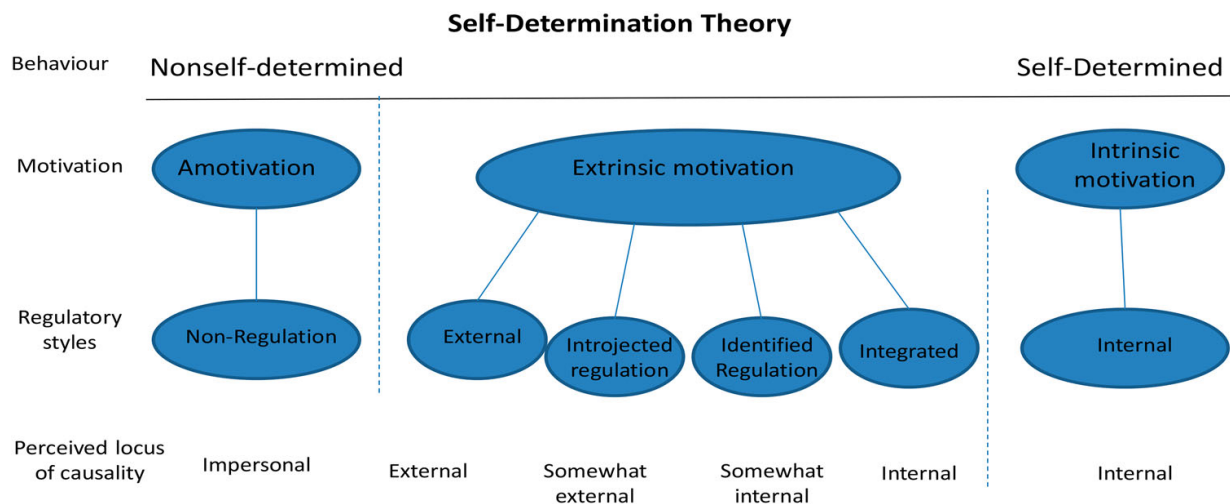 Self-Determination Theory
Behaviour
Nonself-determined
Self-Determined
Motivation
Amotivation
Extrinsic motivation
Intrinsic
motivation
Regulatory
styles
Non-Regulation
External
Introjected
regulation
Identified
Regulation
Integrated
Internal
Perceived locus
of causality
Impersonal
External
Somewhat
external
Somewhat
internal
Internal
Internal